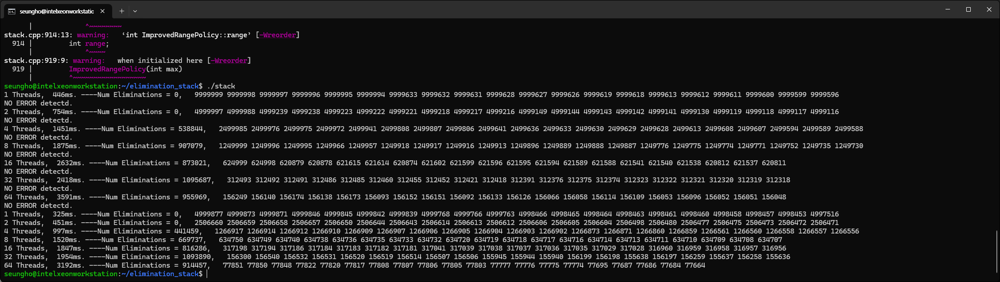 seungho@intelxeonworkstatio
| ^~~~~~~~~
stack.cpp:914:13: warning:   ‘int ImprovedRangePolicy::range’ [-Wreorder]
914 |         int range;
|             ^~~~~
stack.cpp:919:9: warning:   when initialized here [-Wreorder]
919 |         ImprovedRangePolicy(int max)
|         ^~~~~~~~~~~~~~~~~~~
seungho@intelxeonworkstation:~/elimination_stack$ ./stack
1 Threads,  446ms. ----Num Eliminations = 0,   9999999 9999998 9999997 9999996 9999995 9999994 9999633 9999632 9999631 9999628 9999627 9999626 9999619 9999618 9999613 9999612 9999611 9999600 9999599 9999596
NO ERROR detectd.
2 Threads,  754ms. ----Num Eliminations = 0,   4999997 4999988 4999239 4999238 4999223 4999222 4999221 4999218 4999217 4999216 4999149 4999144 4999143 4999142 4999141 4999130 4999119 4999118 4999117 4999116
NO ERROR detectd.
4 Threads,  1451ms. ----Num Eliminations = 538844,   2499985 2499976 2499975 2499972 2499941 2499808 2499807 2499806 2499641 2499636 2499633 2499630 2499629 2499628 2499613 2499608 2499607 2499594 2499589 2499588
NO ERROR detectd.
8 Threads,  1875ms. ----Num Eliminations = 907079,   1249999 1249996 1249995 1249966 1249957 1249918 1249917 1249916 1249913 1249896 1249889 1249888 1249887 1249776 1249775 1249774 1249771 1249752 1249735 1249730
NO ERROR detectd.
16 Threads,  2632ms. ----Num Eliminations = 873021,   624999 624998 620879 620878 621615 621614 620874 621602 621599 621596 621595 621594 621589 621588 621541 621540 621538 620812 621537 620811
NO ERROR detectd.
32 Threads,  2418ms. ----Num Eliminations = 1095687,   312493 312492 312491 312486 312485 312460 312455 312452 312421 312418 312391 312376 312375 312374 312323 312322 312321 312320 312319 312318
NO ERROR detectd.
64 Threads,  3591ms. ----Num Eliminations = 955969,   156249 156140 156174 156138 156173 156093 156152 156151 156092 156133 156126 156066 156058 156114 156109 156053 156096 156052 156051 156048
NO ERROR detectd.
1 Threads,  325ms. ----Num Eliminations = 0,   4999877 4999873 4999871 4999846 4999845 4999842 4999839 4999768 4999766 4999763 4998466 4998465 4998464 4998463 4998461 4998460 4998458 4998457 4998453 4997516
2 Threads,  451ms. ----Num Eliminations = 0,   2506660 2506659 2506658 2506657 2506650 2506644 2506643 2506614 2506613 2506612 2506606 2506605 2506604 2506498 2506480 2506477 2506475 2506473 2506472 2506471
4 Threads,  997ms. ----Num Eliminations = 441459,   1266917 1266914 1266912 1266910 1266909 1266907 1266906 1266905 1266904 1266903 1266902 1266873 1266871 1266860 1266859 1266561 1266560 1266558 1266557 1266556
8 Threads,  1520ms. ----Num Eliminations = 669737,   634750 634749 634740 634738 634736 634735 634733 634732 634720 634719 634718 634717 634716 634714 634713 634711 634710 634709 634708 634707
16 Threads,  1847ms. ----Num Eliminations = 816286,   317198 317194 317186 317184 317183 317182 317181 317041 317039 317038 317037 317036 317035 317029 317028 316960 316959 316958 316957 316956
32 Threads,  1954ms. ----Num Eliminations = 1093890,   156300 156540 156532 156531 156520 156519 156514 156507 156506 155945 155944 155940 156199 156198 155638 156197 156259 155637 156258 155636
64 Threads,  3192ms. ----Num Eliminations = 914457,   77851 77850 77848 77822 77820 77817 77808 77807 77806 77805 77803 77777 77776 77775 77774 77695 77687 77686 77684 77664
seungho@intelxeonworkstation:~/elimination_stack$